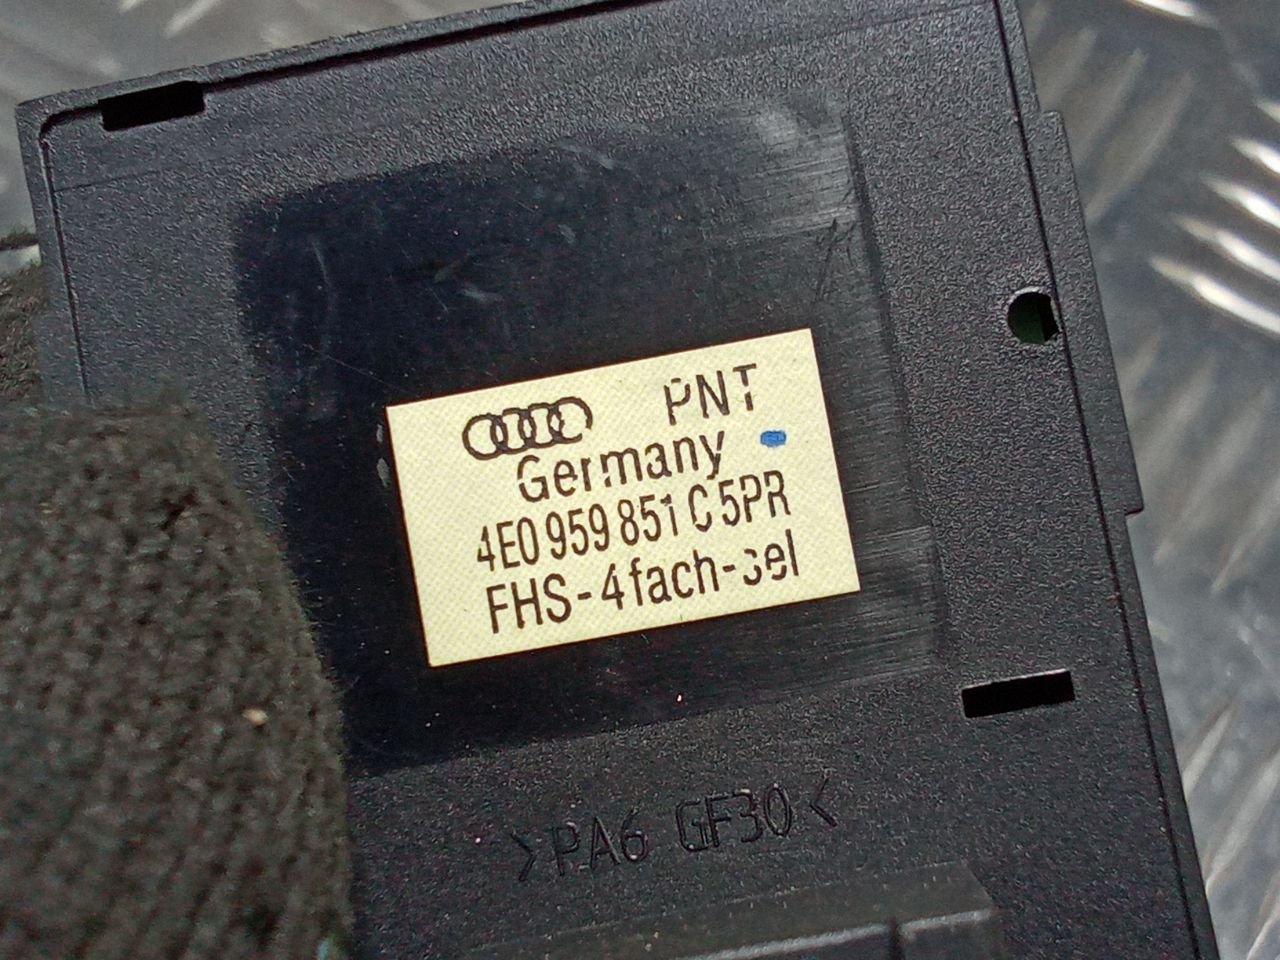 PNT
Germany
4E0 959 851 C 5PR
FHS-4fach-sel
>PA6 GF30<